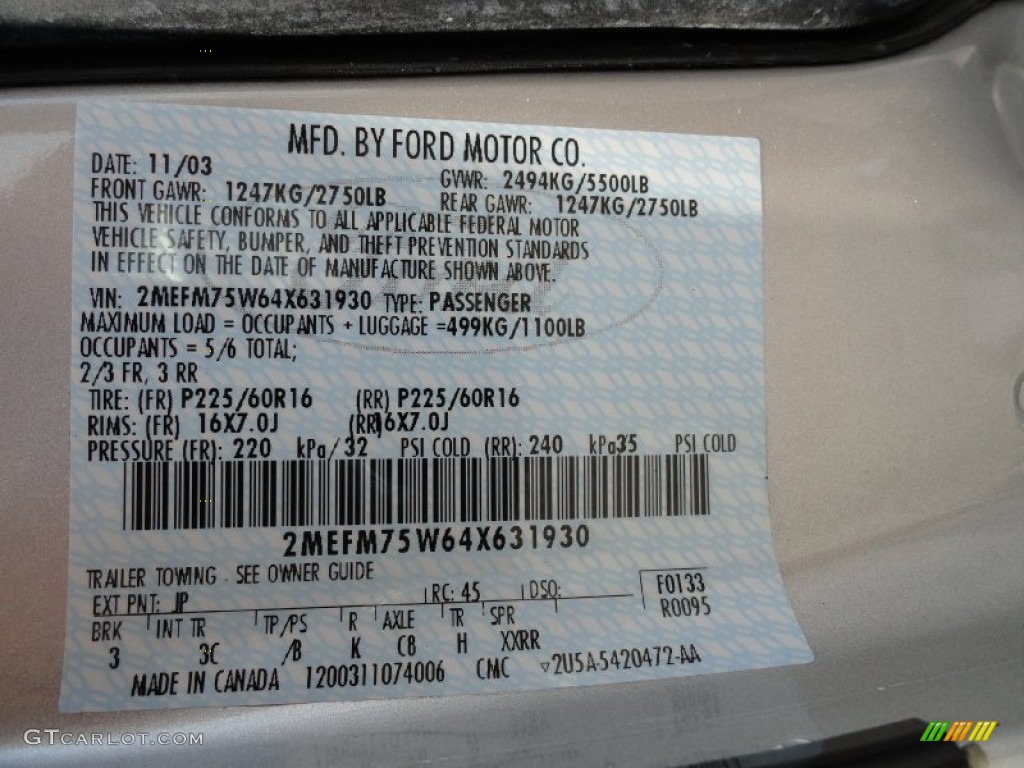 MFD. BY FORD MOTOR CO.
DATE: 11/03 GVWR: 2494KG/5500LB
FRONT GAWR: 1247KG/2750LB REAR GAWR: 1247KG/2750LB
THIS VEHICLE CONFORMS TO ALL APPLICABLE FEDERAL MOTOR
VEHICLE SAFETY, BUMPER, AND THEFT PREVENTION STANDARDS
IN EFFECT ON THE DATE OF MANUFACTURE SHOWN ABOVE.
VIN: 2MEFM75W64X631930 TYPE: PASSENGER
MAXIMUM LOAD = OCCUPANTS + LUGGAGE =499KG/1100LB
OCCUPANTS = 5/6 TOTAL;
2/3 FR, 3 RR
TIRE: (FR) P225/60R16 (RR) P225/60R16
RIMS: (FR) 16X7.0J (RR)16X7.0J
PRESSURE (FR): 220 kPa/32 PSI COLD (RR): 240 kPa35 PSI COLD
2MEFM75W64X631930
TRAILER TOWING - SEE OWNER GUIDE
EXT PNT: JP RC: 45 DSO: F0133
R0095
BRK INT TR TP/PS R AXLE TR SPR
3 3C /B K C8 H XXRR
MADE IN CANADA 1200311074006 CMC ▽2U5A-5420472-AA
GTCARLOT.COM